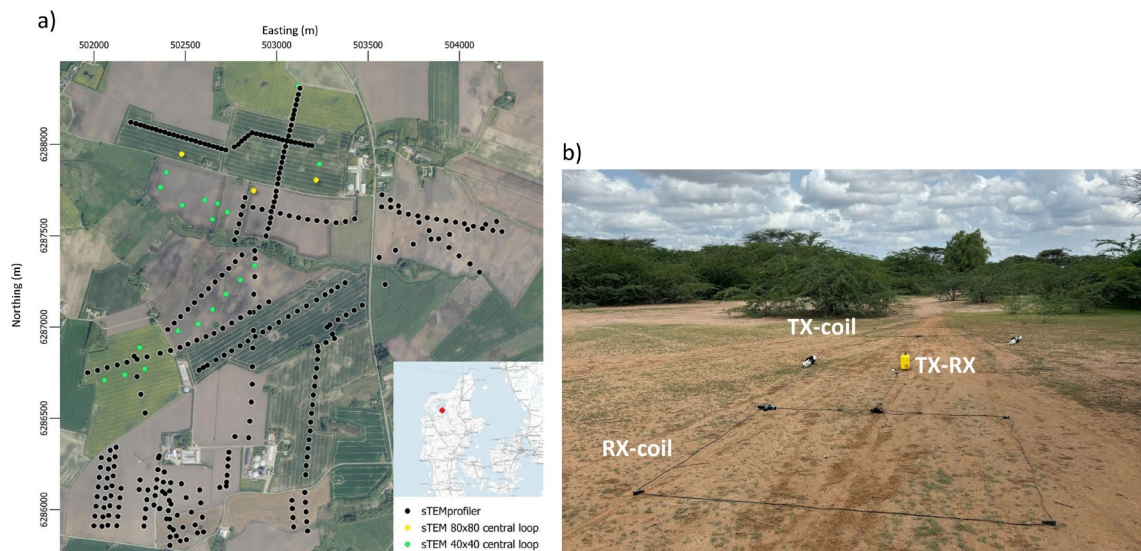 a)
Easting (m)
502000 502500 503000 503500 504000
Northing (m)
6288000
6287500
6287000
6286500
6286000
sTEMprofiler
sTEM 80x80 central loop
sTEM 40x40 central loop
b)
TX-coil
TX-RX
RX-coil